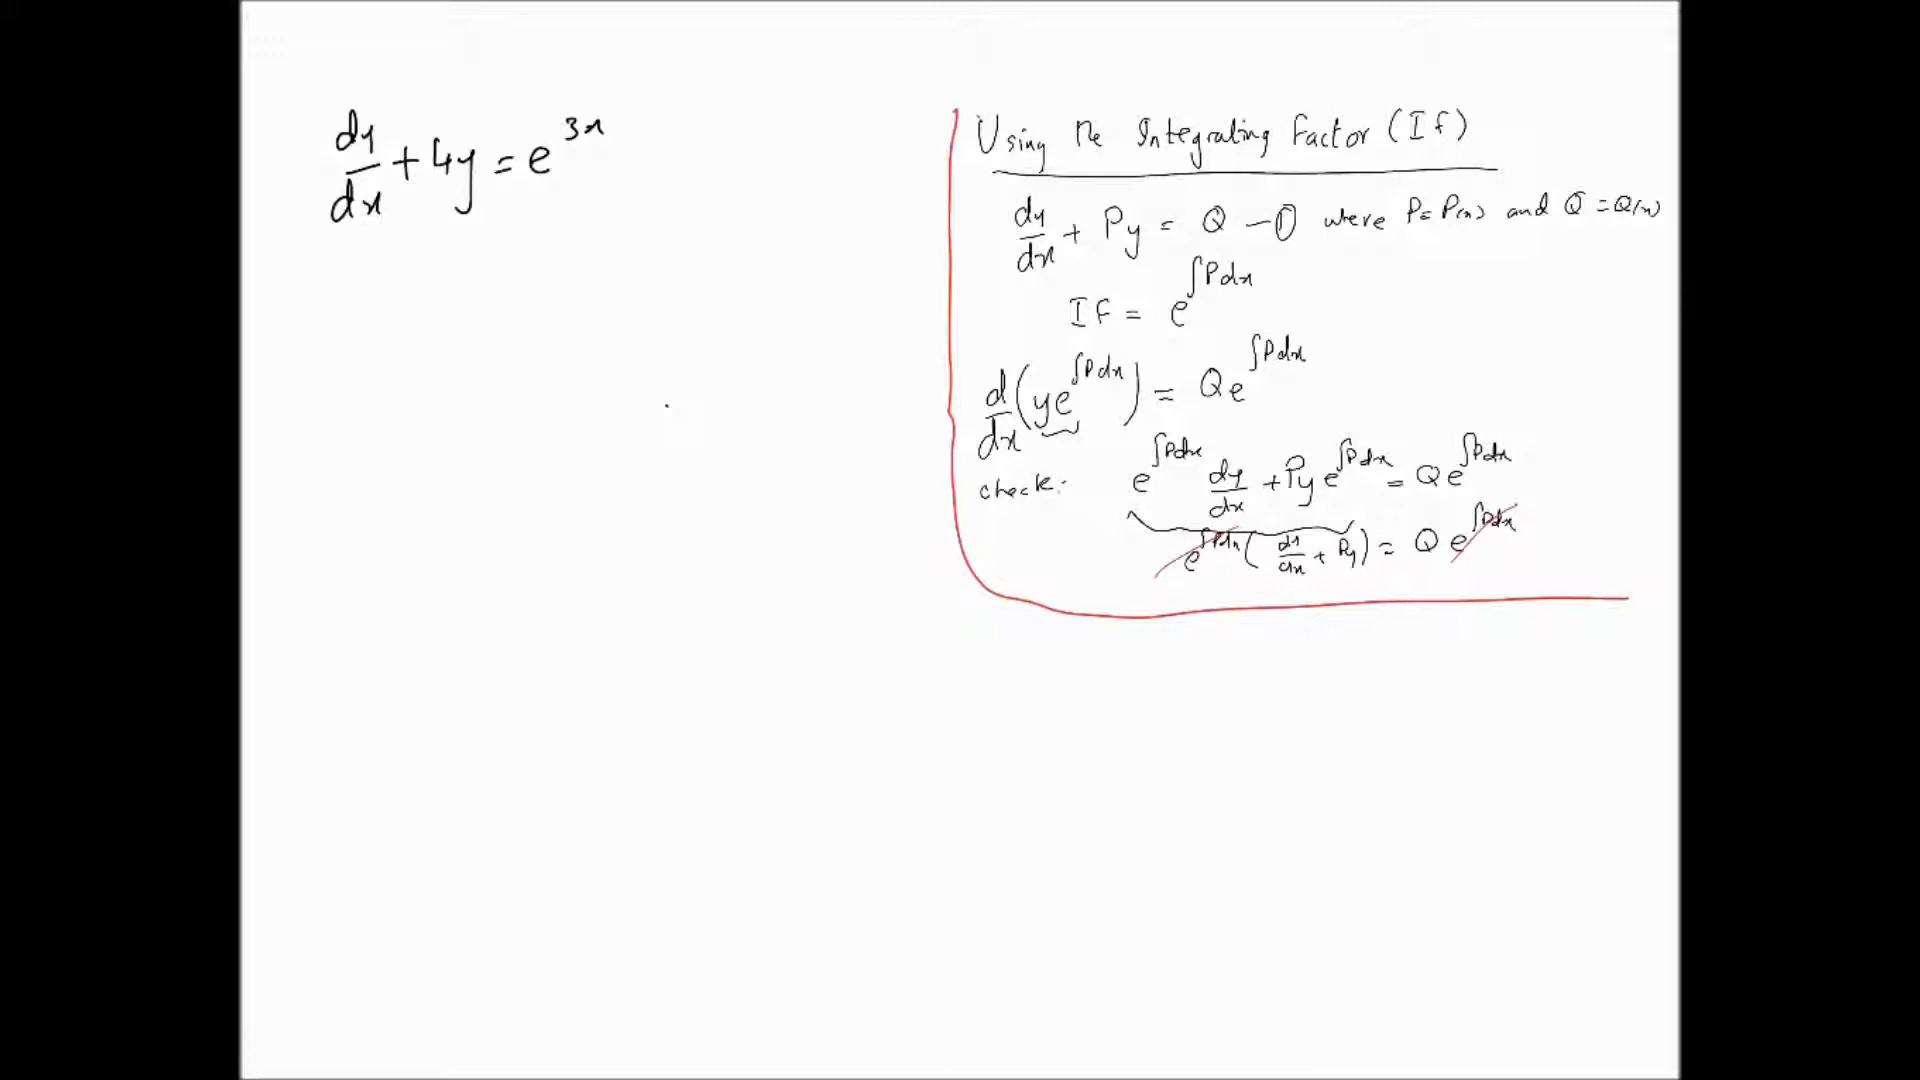 dy/dx + 4y = e^{3x}
Using The Integrating Factor (If)
dy/dx + Py = Q —① where P = P(x) and Q = Q(x)
If = e^{∫Pdx}
d/dx (ye^{∫Pdx}) = Qe^{∫Pdx}
check: e^{∫Pdx} dy/dx + Pye^{∫Pdx} = Qe^{∫Pdx}
e^{∫Pdx} (dy/dx + Py) = Qe^{∫Pdx}